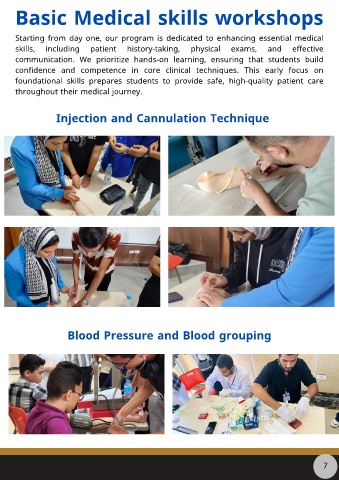 Basic Medical skills workshops
Starting from day one, our program is dedicated to enhancing essential medical
skills, including patient history-taking, physical exams, and effective
communication. We prioritize hands-on learning, ensuring that students build
confidence and competence in core clinical techniques. This early focus on
foundational skills prepares students to provide safe, high-quality patient care
throughout their medical journey.
Injection and Cannulation Technique
Blood Pressure and Blood grouping
7